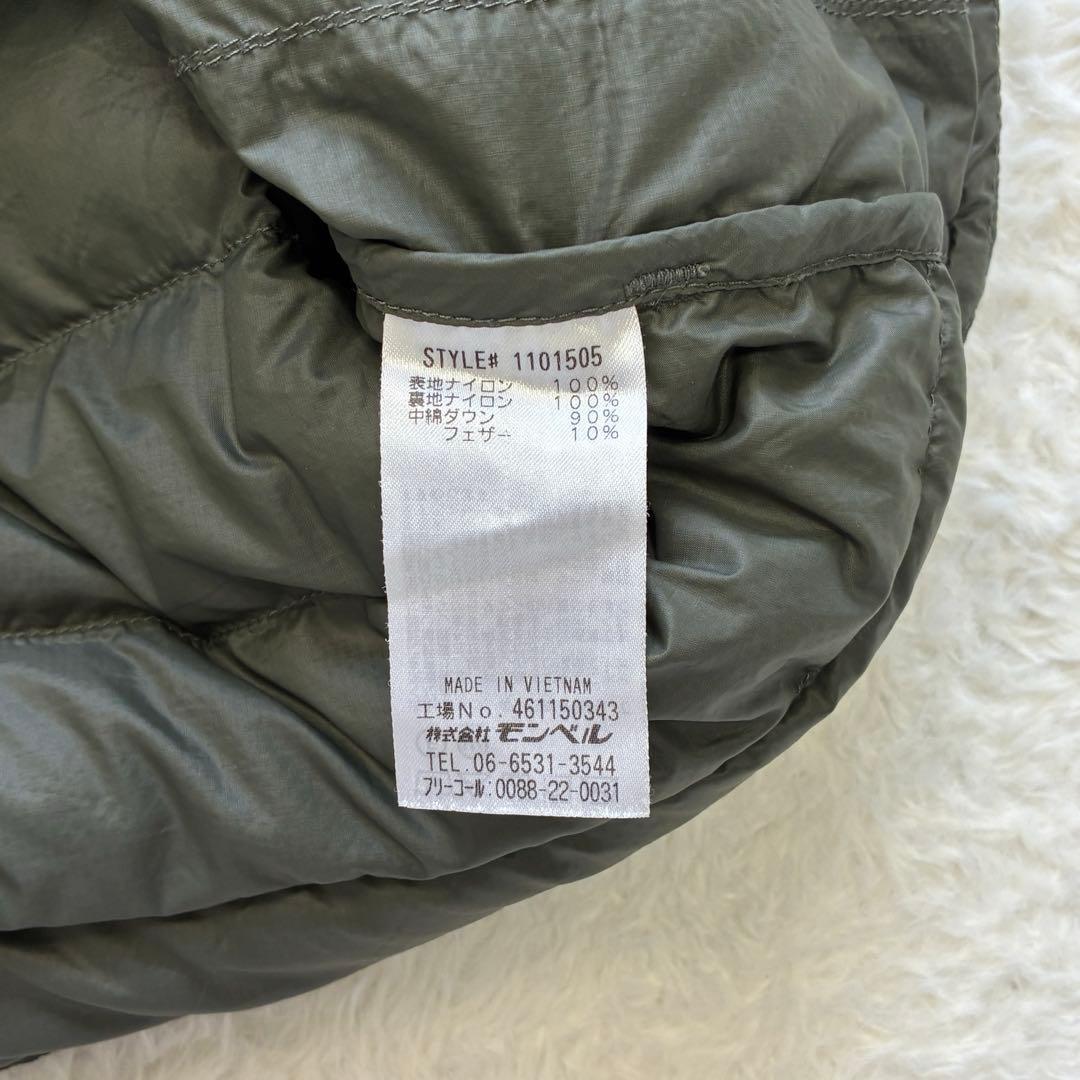 STYLE# 1101505
表地ナイロン 100%
裏地ナイロン 100%
中綿ダウン 90%
フェザー 10%
MADE IN VIETNAM
工場No. 461150343
株式会社 モンベル
TEL.06-6531-3544
フリーコール:0088-22-0031